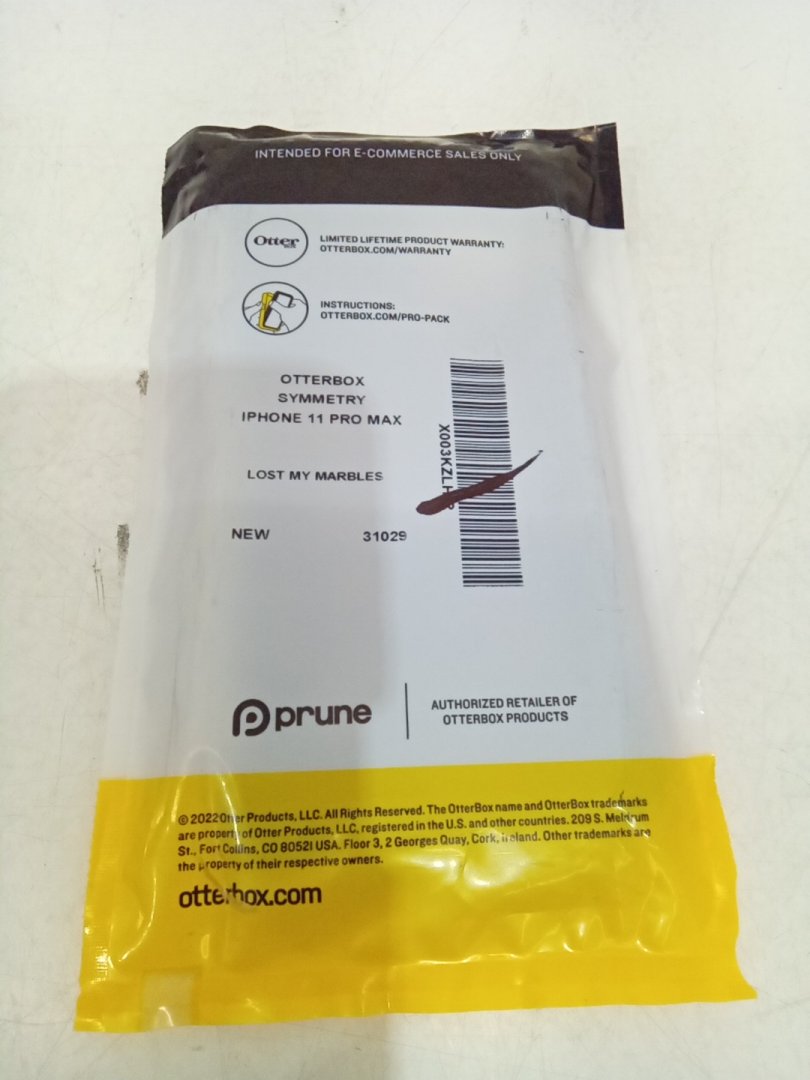 INTENDED FOR E-COMMERCE SALES ONLY
Otter
BOX
LIMITED LIFETIME PRODUCT WARRANTY:
OTTERBOX.COM/WARRANTY
INSTRUCTIONS:
OTTERBOX.COM/PRO-PACK
OTTERBOX
SYMMETRY
IPHONE 11 PRO MAX
LOST MY MARBLES
NEW 31029
prune
AUTHORIZED RETAILER OF
OTTERBOX PRODUCTS
© 2022 Otter Products, LLC. All Rights Reserved. The OtterBox name and OtterBox trademarks
are property of Otter Products, LLC, registered in the U.S. and other countries. 209 S. Meldrum
St., Fort Collins, CO 80521 USA. Floor 3, 2 Georges Quay, Cork, Ireland. Other trademarks are
the property of their respective owners.
otterbox.com